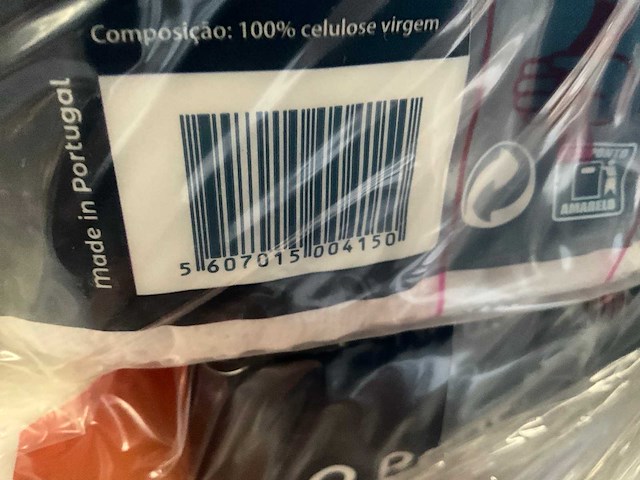 Composição: 100% celulose virgem
made in Portugal
5 607015 004150
AMARELO